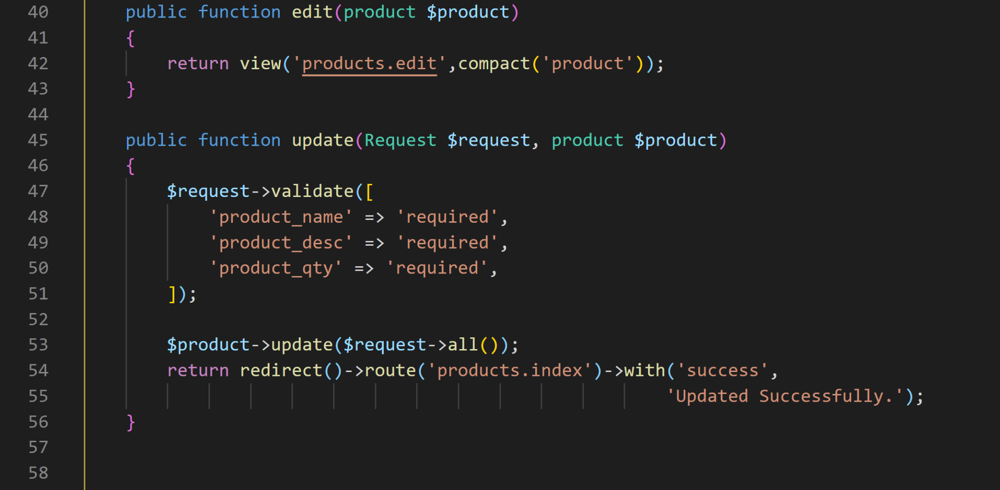 40 public function edit(product $product)
41 {
42 return view('products.edit',compact('product'));
43 }
44
45 public function update(Request $request, product $product)
46 {
47 $request->validate([
48 'product_name' => 'required',
49 'product_desc' => 'required',
50 'product_qty' => 'required',
51 ]);
52
53 $product->update($request->all());
54 return redirect()->route('products.index')->with('success',
55 'Updated Successfully.');
56 }
57
58